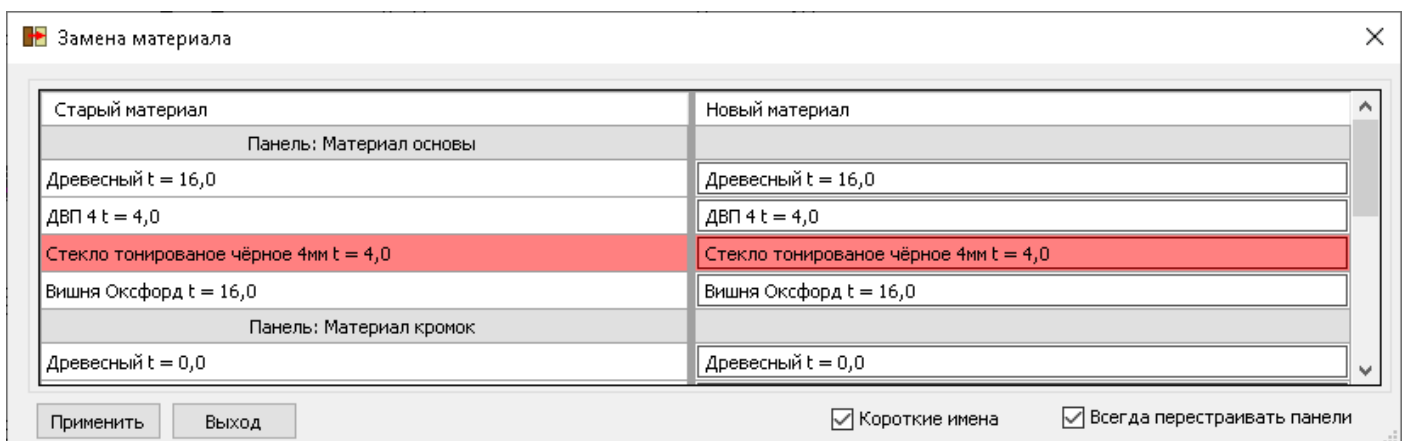 Замена материала
Старый материал Новый материал
Панель: Материал основы
Древесный t = 16,0 Древесный t = 16,0
ДВП 4 t = 4,0 ДВП 4 t = 4,0
Стекло тонированое чёрное 4мм t = 4,0 Стекло тонированое чёрное 4мм t = 4,0
Вишня Оксфорд t = 16,0 Вишня Оксфорд t = 16,0
Панель: Материал кромок
Древесный t = 0,0 Древесный t = 0,0
Применить Выход Короткие имена Всегда перестраивать панели